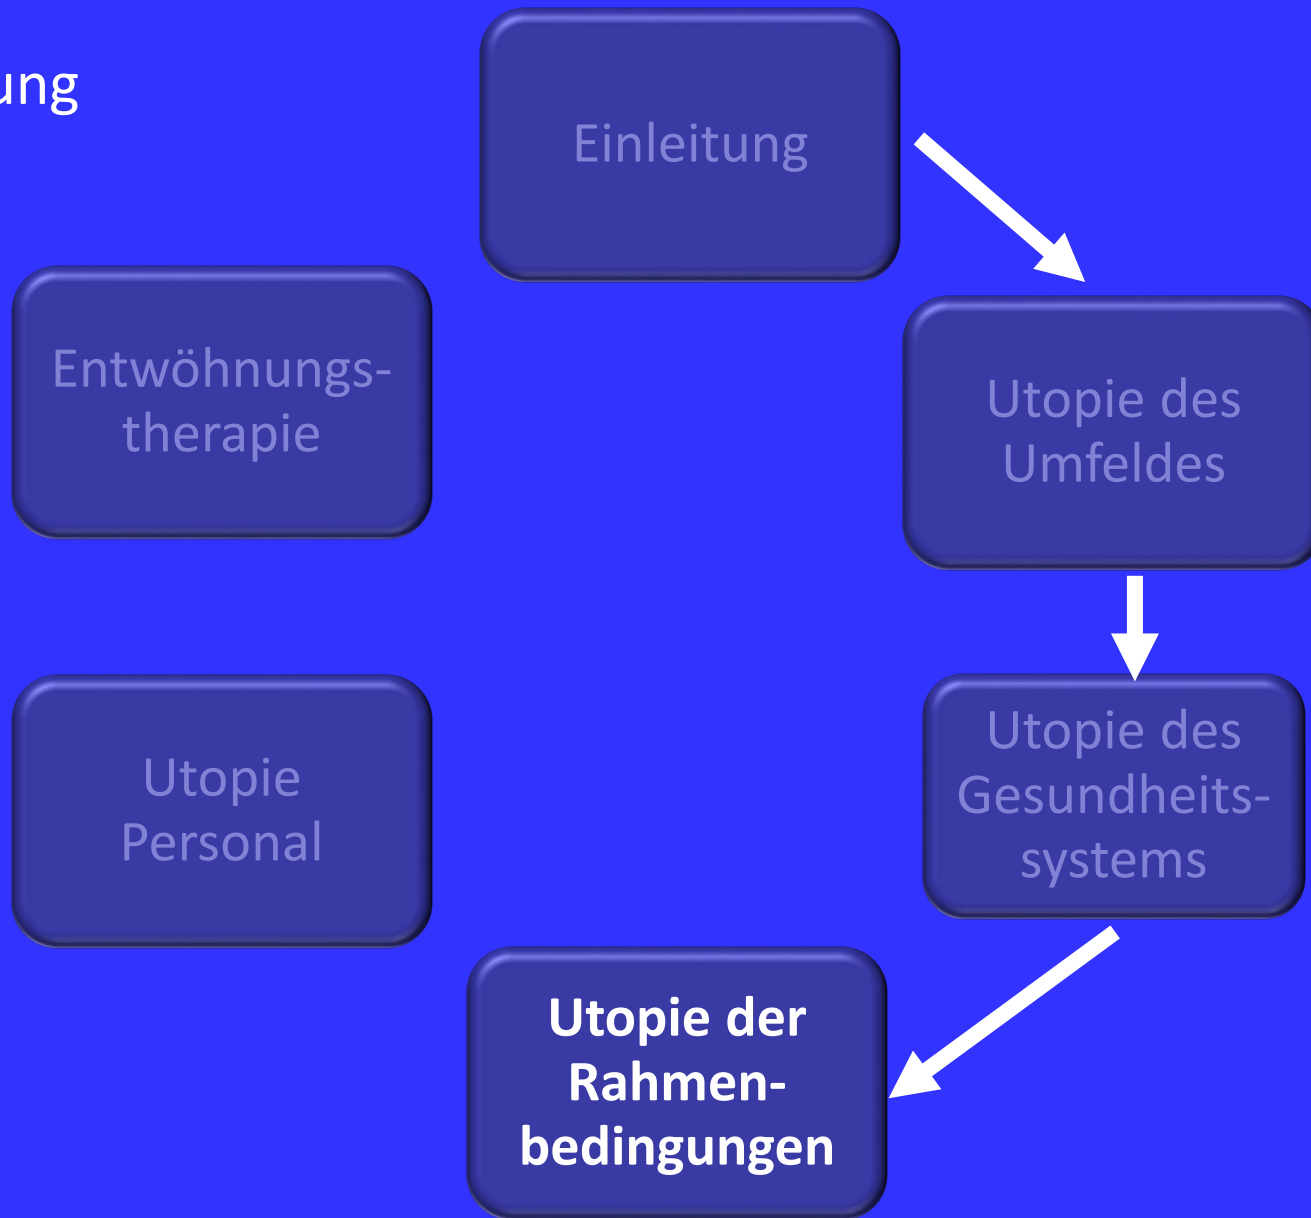 ung
Einleitung
Utopie des
Umfeldes
Utopie des
Gesundheits-
systems
Utopie der
Rahmen-
bedingungen
Utopie
Personal
Entwöhnungs-
therapie